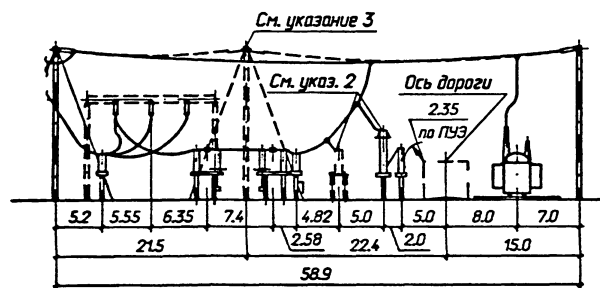 См. указание 3
См. указ. 2
Ось дороги
2.35
по ПУЭ
5.2 5.55 6.35 7.4 4.82 5.0 5.0 8.0 7.0
2.58 2.0
21.5 22.4 15.0
58.9